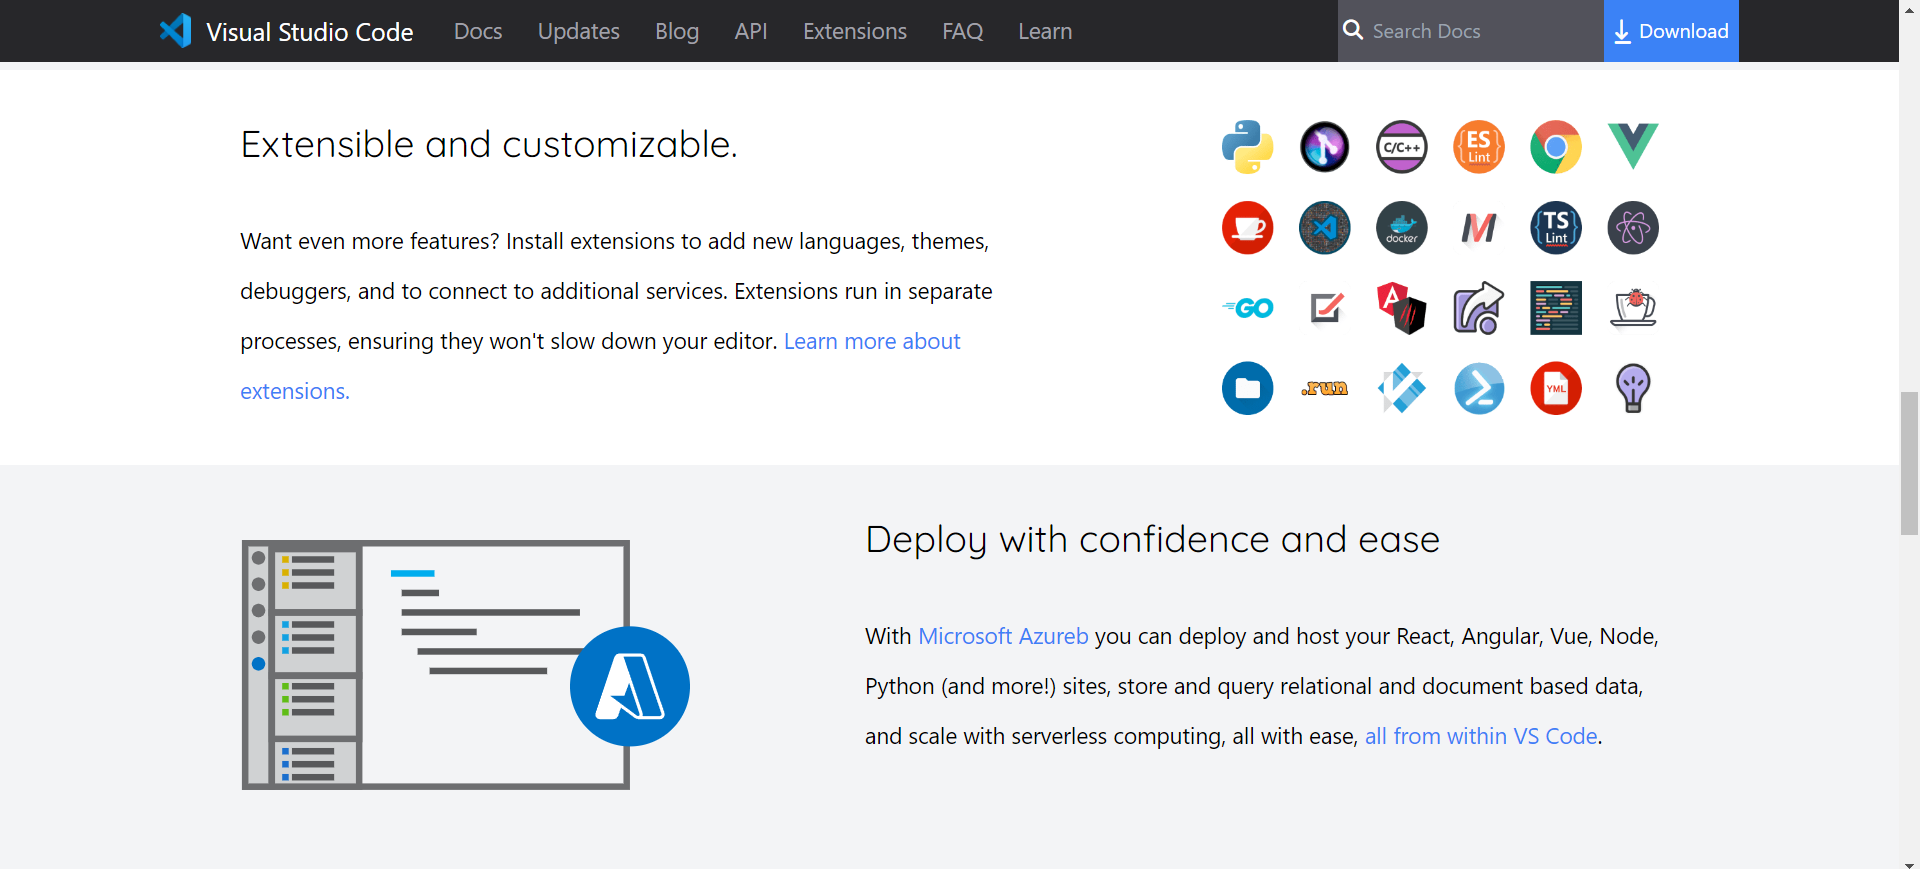 Visual Studio Code Docs Updates Blog API Extensions FAQ Learn Search Docs Download
Extensible and customizable.
Want even more features? Install extensions to add new languages, themes,
debuggers, and to connect to additional services. Extensions run in separate
processes, ensuring they won't slow down your editor. Learn more about
extensions.
C/C++ ES Lint
docker TS Lint
GO
.run YML
Deploy with confidence and ease
With Microsoft Azureb you can deploy and host your React, Angular, Vue, Node,
Python (and more!) sites, store and query relational and document based data,
and scale with serverless computing, all with ease, all from within VS Code.